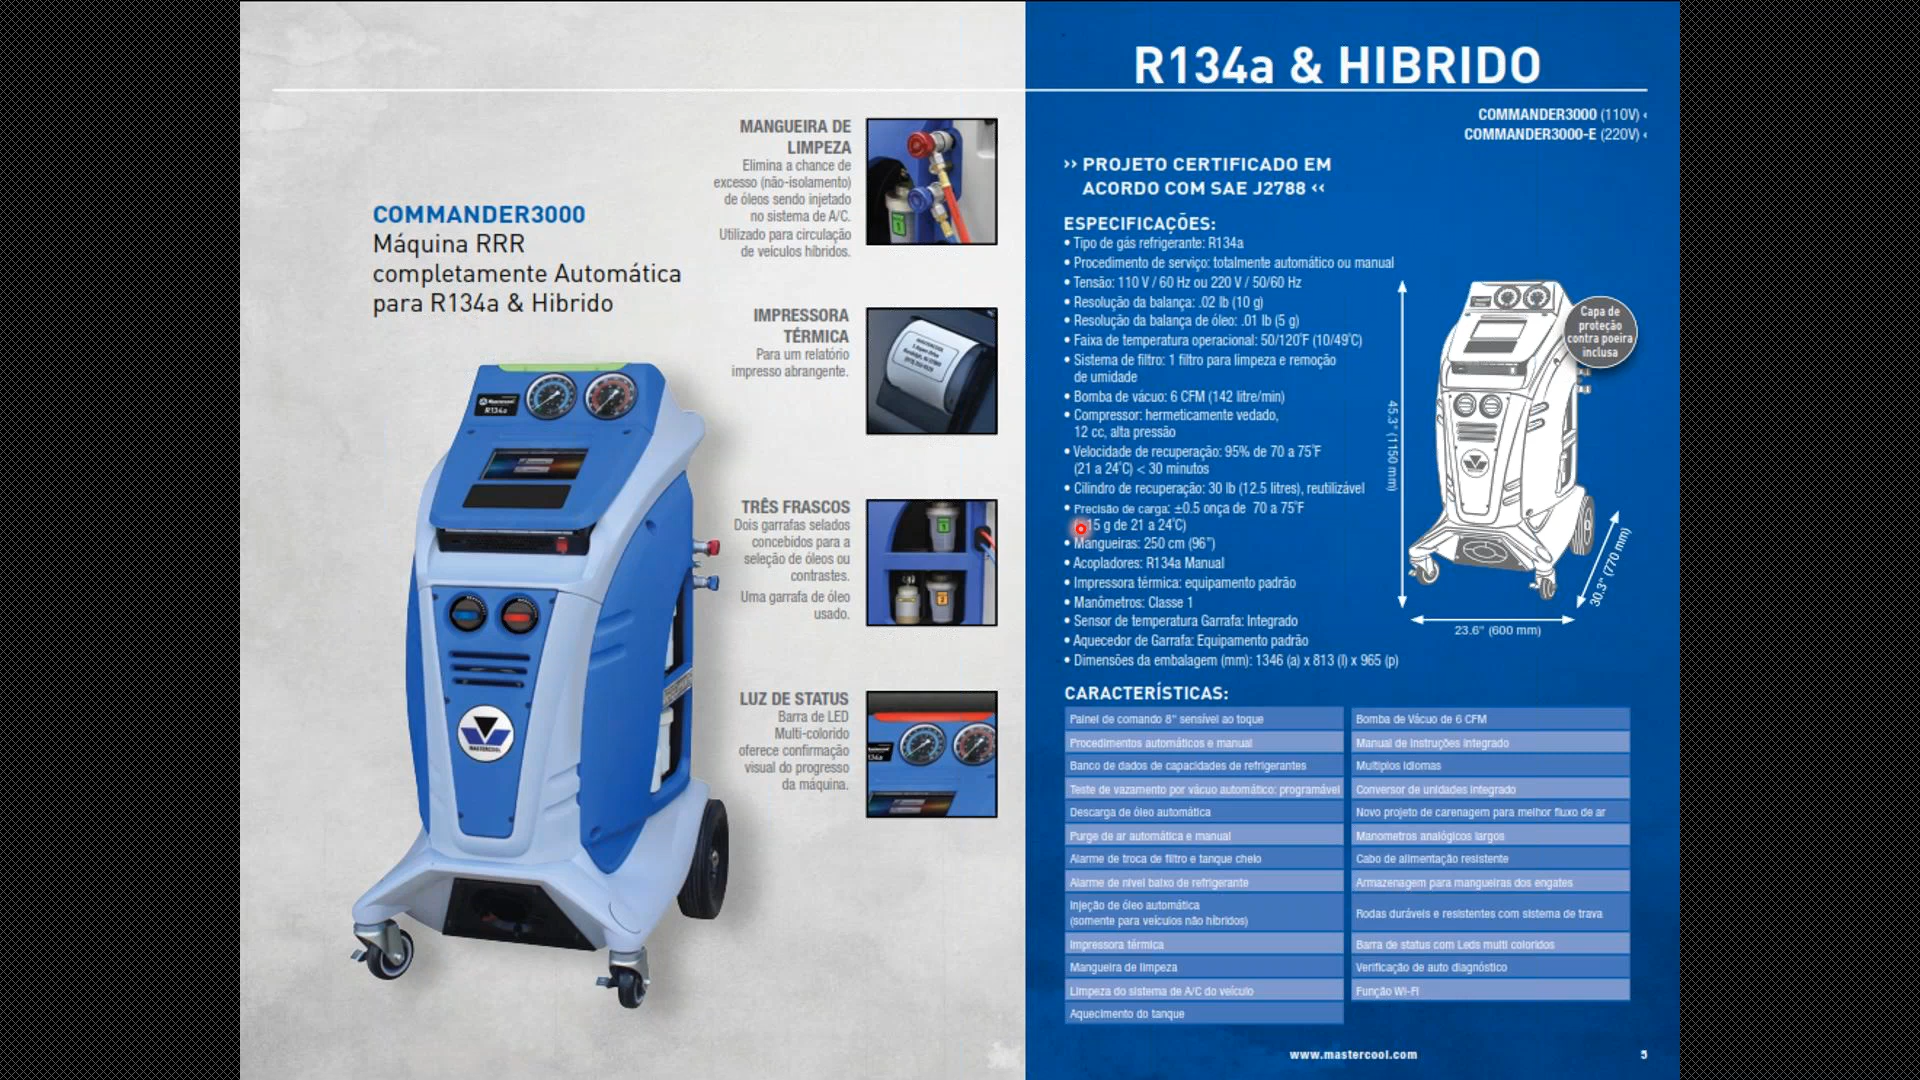 R134a & HIBRIDO
COMMANDER3000 (110V) ‹
COMMANDER3000-E (220V) ‹
COMMANDER3000
Máquina RRR
completamente Automática
para R134a & Hibrido
MANGUEIRA DE
LIMPEZA
Elimina a chance de
excesso (não-isolamento)
de óleos sendo injetado
no sistema de A/C.
Utilizado para circulação
de veículos híbridos.
IMPRESSORA
TÉRMICA
Para um relatório
impresso abrangente.
TRÊS FRASCOS
Dois garrafas selados
concebidos para a
seleção de óleos ou
contrastes.
Uma garrafa de óleo
usado.
LUZ DE STATUS
Barra de LED
Multi-colorido
oferece confirmação
visual do progresso
da máquina.
Mastercool
R134a
MASTERCOOL
1
2
›› PROJETO CERTIFICADO EM
ACORDO COM SAE J2788 ‹‹
ESPECIFICAÇÕES:
• Tipo de gás refrigerante: R134a
• Procedimento de serviço: totalmente automático ou manual
• Tensão: 110 V / 60 Hz ou 220 V / 50/60 Hz
• Resolução da balança: .02 lb (10 g)
• Resolução da balança de óleo: .01 lb (5 g)
• Faixa de temperatura operacional: 50/120˚F (10/49˚C)
• Sistema de filtro: 1 filtro para limpeza e remoção
de umidade
• Bomba de vácuo: 6 CFM (142 litre/min)
• Compressor: hermeticamente vedado,
12 cc, alta pressão
• Velocidade de recuperação: 95% de 70 a 75˚F
(21 a 24˚C) < 30 minutos
• Cilindro de recuperação: 30 lb (12.5 litres), reutilizável
• Precisão de carga: ±0.5 onça de 70 a 75˚F
15 g de 21 a 24˚C)
• Mangueiras: 250 cm (96")
• Acopladores: R134a Manual
• Impressora térmica: equipamento padrão
• Manômetros: Classe 1
• Sensor de temperatura Garrafa: Integrado
• Aquecedor de Garrafa: Equipamento padrão
• Dimensões da embalagem (mm): 1346 (a) x 813 (l) x 965 (p)
Capa de
proteção
contra poeira
inclusa
45.3" (1150 mm)
30.3" (770 mm)
23.6" (600 mm)
CARACTERÍSTICAS:
Painel de comando 8" sensível ao toque
Procedimentos automáticos e manual
Banco de dados de capacidades de refrigerantes
Teste de vazamento por vácuo automático: programável
Descarga de óleo automática
Purge de ar automática e manual
Alarme de troca de filtro e tanque cheio
Alarme de nível baixo de refrigerante
Injeção de óleo automática
(somente para veículos não híbridos)
Impressora térmica
Mangueira de limpeza
Limpeza do sistema de A/C do veículo
Aquecimento do tanque
Bomba de Vácuo de 6 CFM
Manual de Instruções Integrado
Multiplos Idiomas
Conversor de unidades integrado
Novo projeto de carenagem para melhor fluxo de ar
Manometros analógicos largos
Cabo de alimentação resistente
Armazenagem para mangueiras dos engates
Rodas duráveis e resistentes com sistema de trava
Barra de status com Leds multi coloridos
Verificação de auto diagnóstico
Função Wi-Fi
www.mastercool.com
5